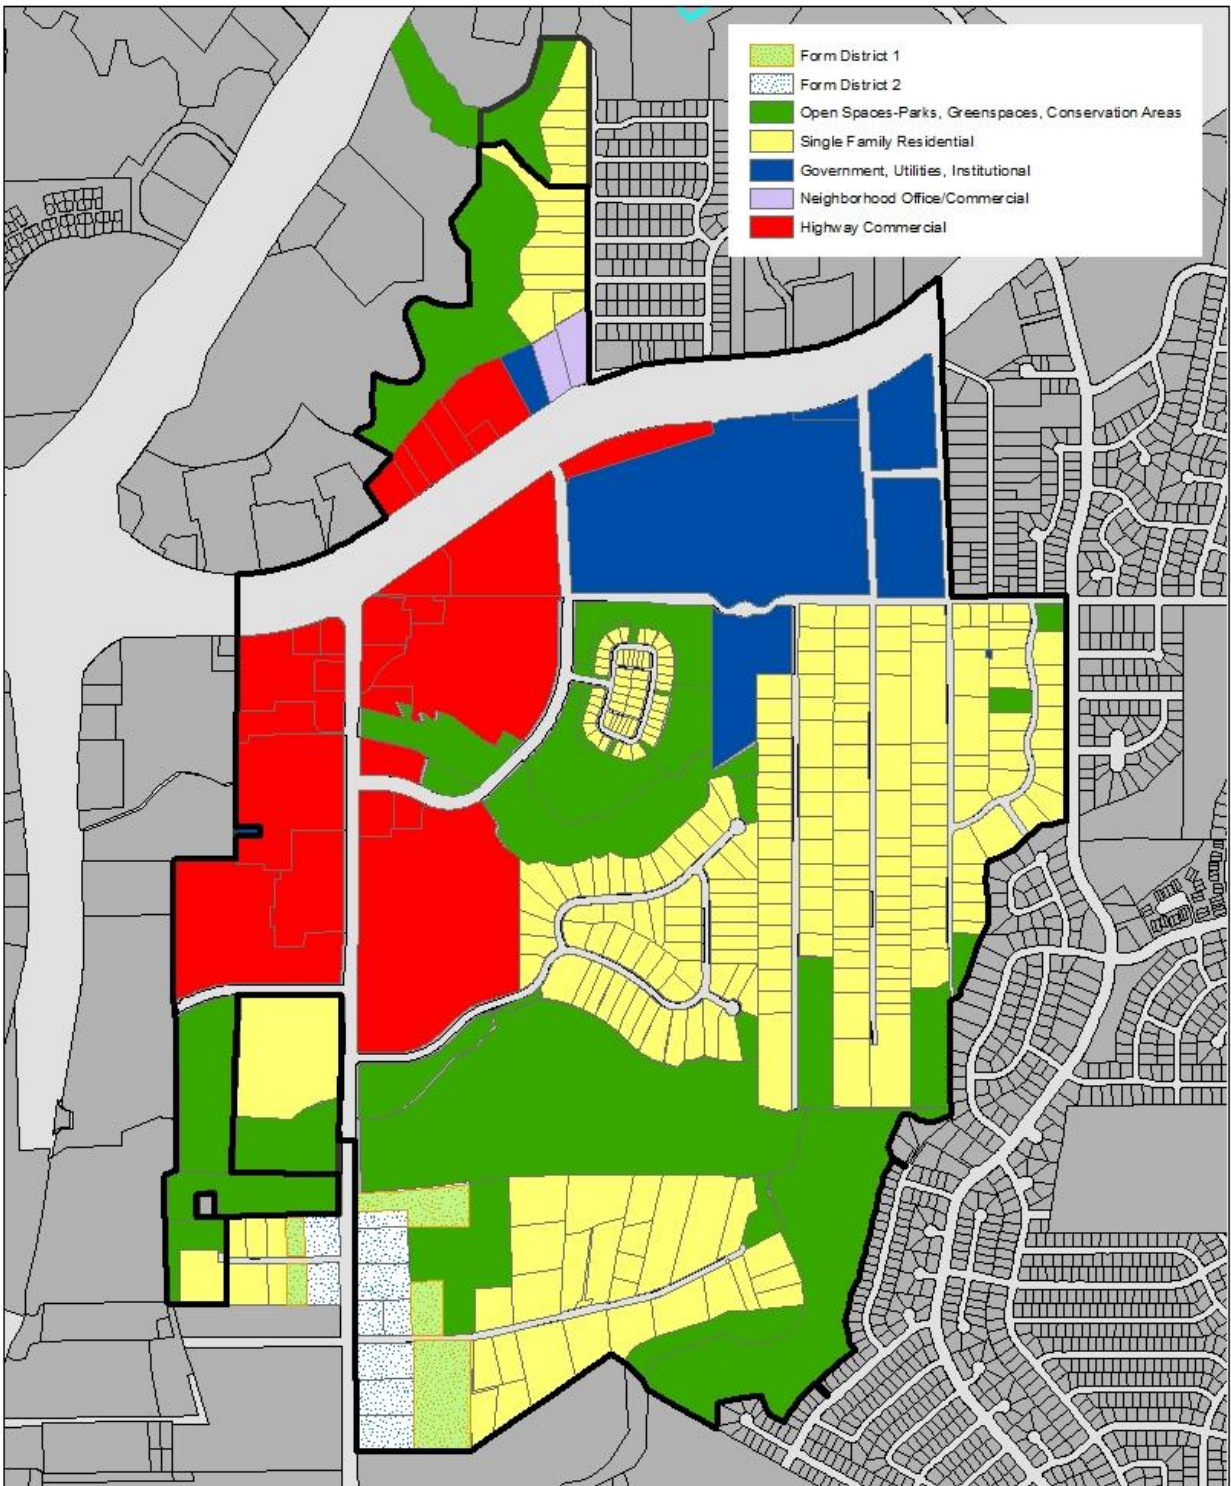 Form District 1
Form District 2
Open Spaces-Parks, Greenspaces, Conservation Areas
Single Family Residential
Government, Utilities, Institutional
Neighborhood Office/Commercial
Highway Commercial